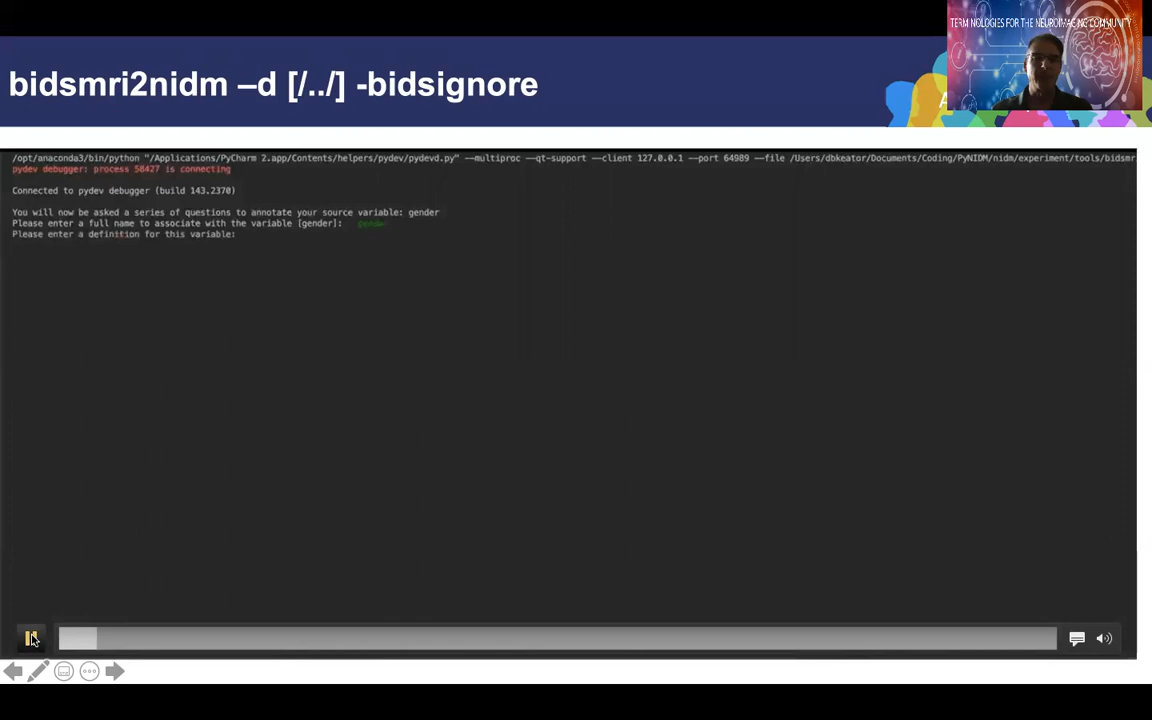 TERM NOLOGIES FOR THE NEUROIMAGING COMMUNITY
bidsmri2nidm –d [/../] -bidsignore
/opt/anaconda3/bin/python "/Applications/PyCharm 2.app/Contents/helpers/pydev/pydevd.py" --multiproc --qt-support --client 127.0.0.1 --port 64989 --file /Users/dbkeator/Documents/Coding/PyNIDM/nidm/experiment/tools/bidsmr
pydev debugger: process 58427 is connecting
Connected to pydev debugger (build 143.2370)
You will now be asked a series of questions to annotate your source variable: gender
Please enter a full name to associate with the variable [gender]: gender
Please enter a definition for this variable: